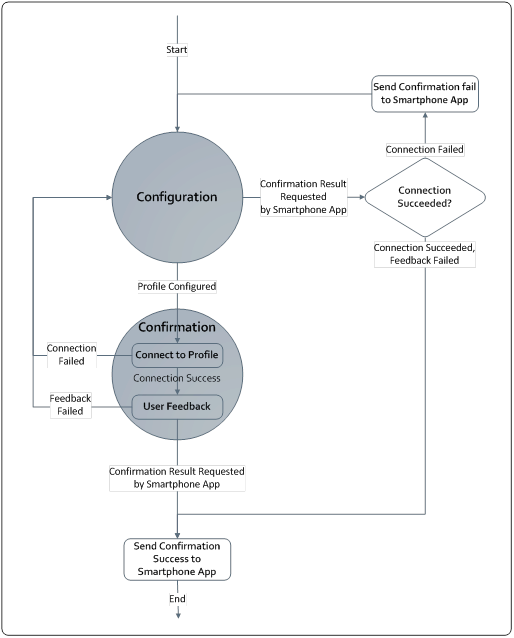 Start
Send Confirmation fail
to Smartphone App
Connection Failed
Configuration
Confirmation Result
Requested
by Smartphone App
Connection
Succeeded?
Connection Succeeded,
Feedback Failed
Profile Configured
Confirmation
Connect to Profile
Connection
Failed
Connection Success
Feedback
Failed
User Feedback
Confirmation Result Requested
by Smartphone App
Send Confirmation
Success to
Smartphone App
End